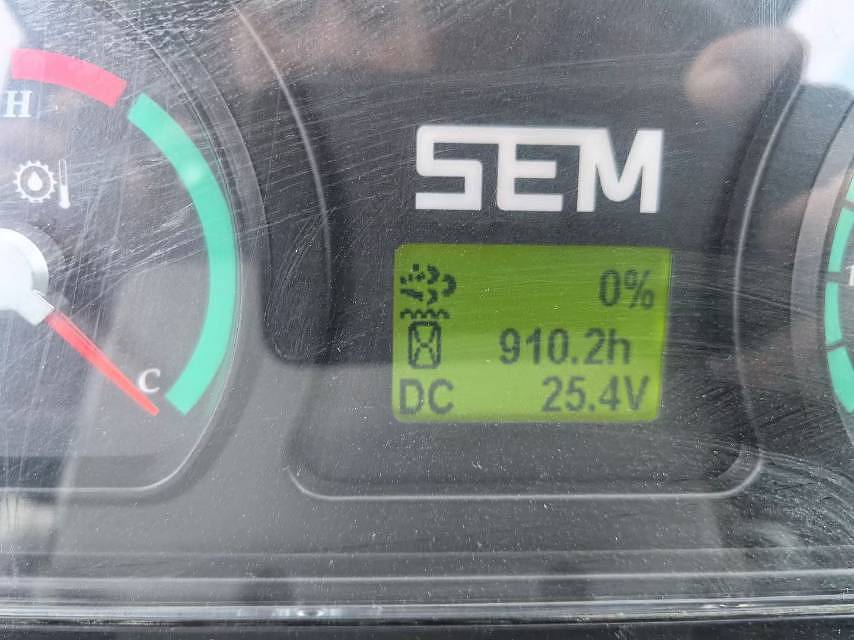 H
SEM
0%
910.2h
C
DC 25.4V